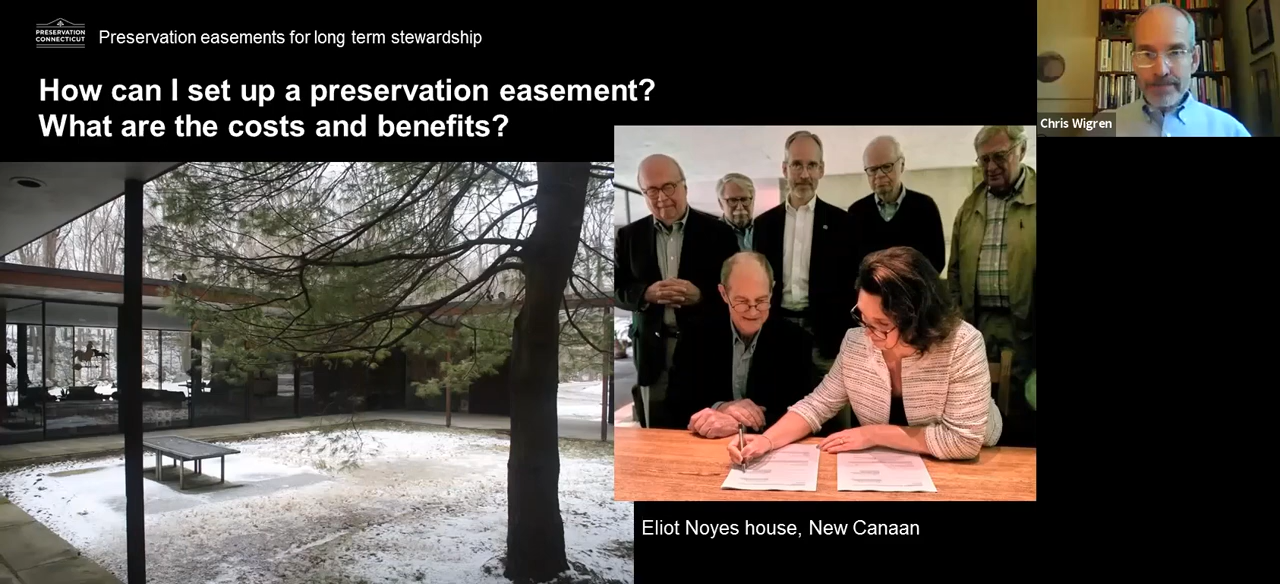 PRESERVATION
CONNECTICUT
Preservation easements for long term stewardship
How can I set up a preservation easement?
What are the costs and benefits?
Chris Wigren
Eliot Noyes house, New Canaan